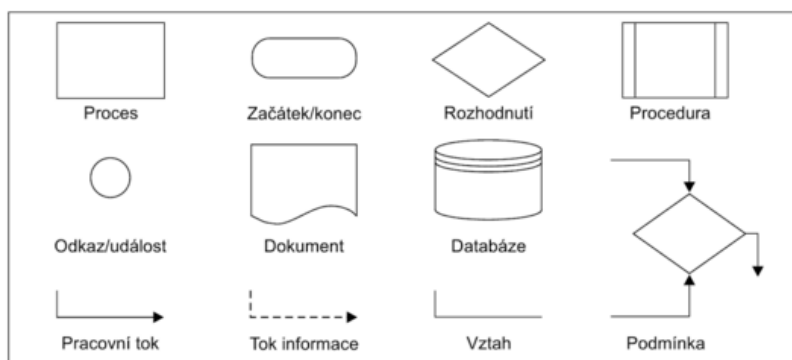 Proces
Začátek/konec
Rozhodnutí
Procedura
Odkaz/událost
Dokument
Databáze
Pracovní tok
Tok informace
Vztah
Podmínka